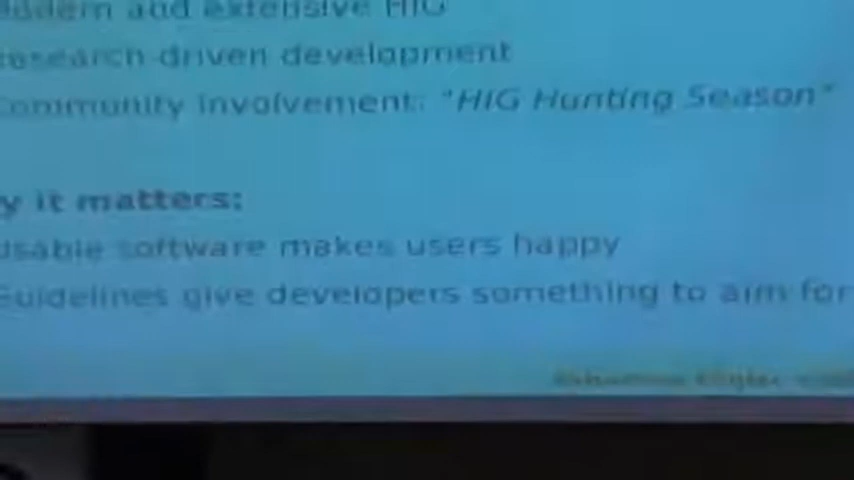 Modern and extensive HIG
research-driven development
Community involvement: "HIG Hunting Season"
y it matters:
Usable software makes users happy
Guidelines give developers something to aim for